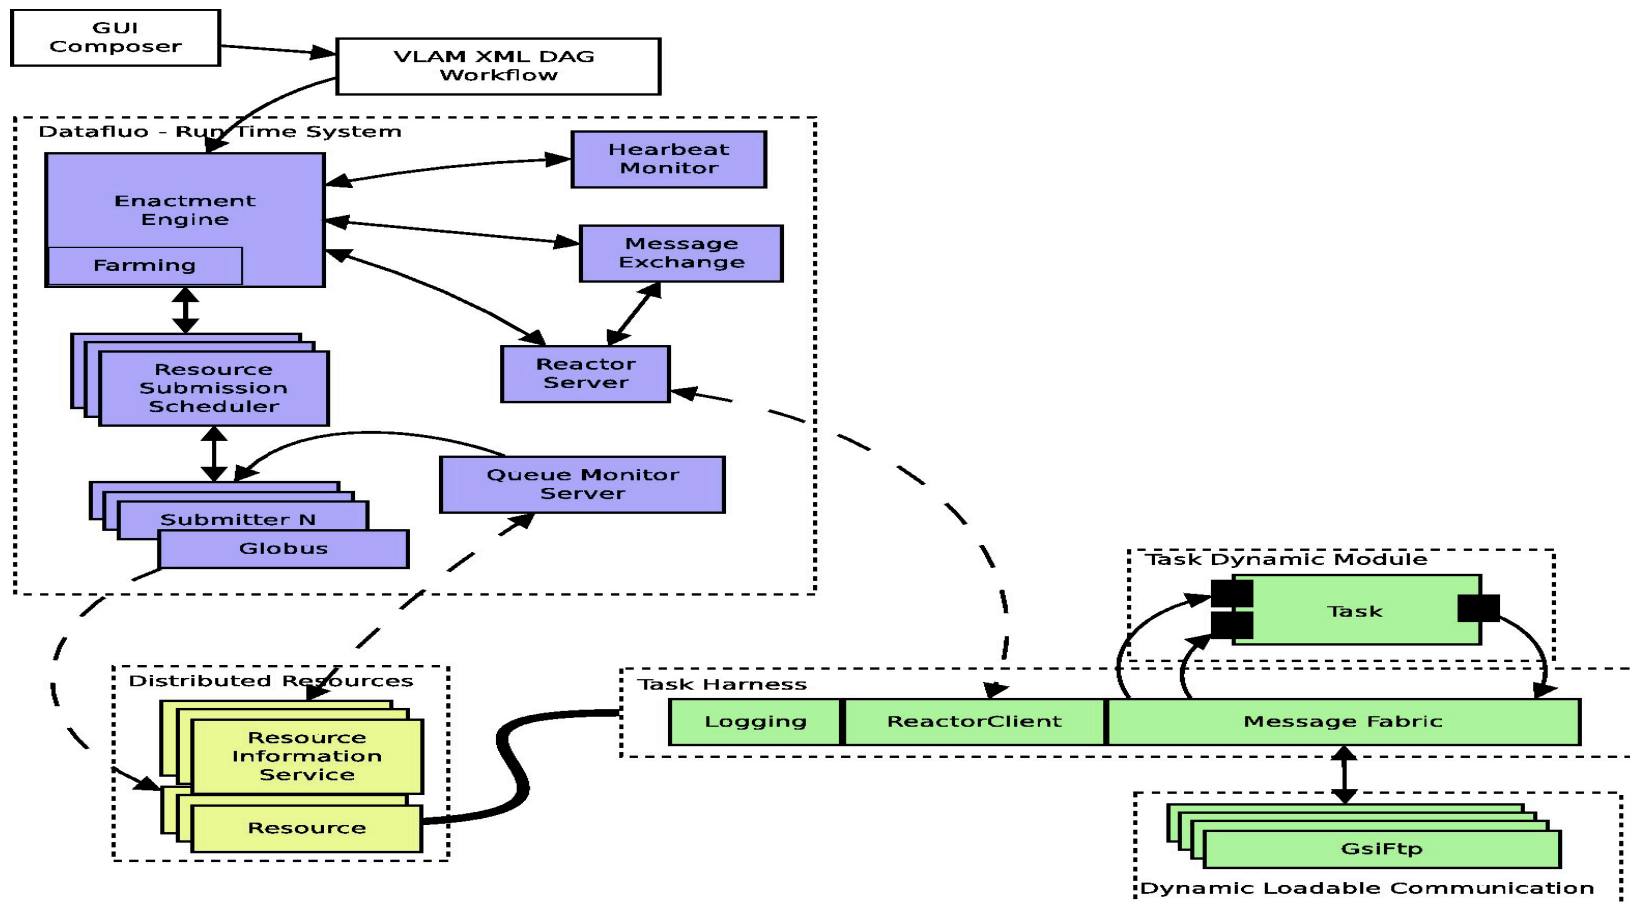 GUI
Composer
VLAM XML DAG
Workflow
Datafluo - Run Time System
Hearbeat
Monitor
Enactment
Engine
Farming
Message
Exchange
Reactor
Server
Resource
Submission
Scheduler
Queue Monitor
Server
Submitter N
Globus
Task Dynamic Module
Task
Distributed Resources
Task Harness
Logging
ReactorClient
Message Fabric
Resource
Information
Service
Resource
GsiFtp
Dynamic Loadable Communication